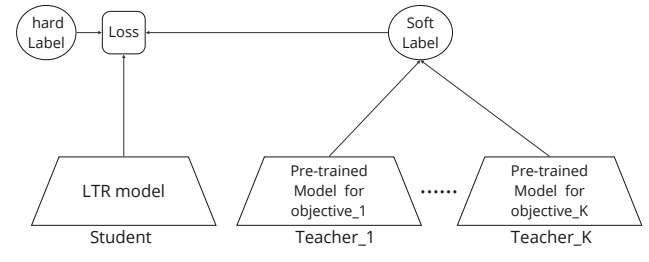 hard
Label
Loss
Soft
Label
LTR model
Pre-trained
Model for
objective_1
......
Pre-trained
Model for
objective_K
Student
Teacher_1
Teacher_K